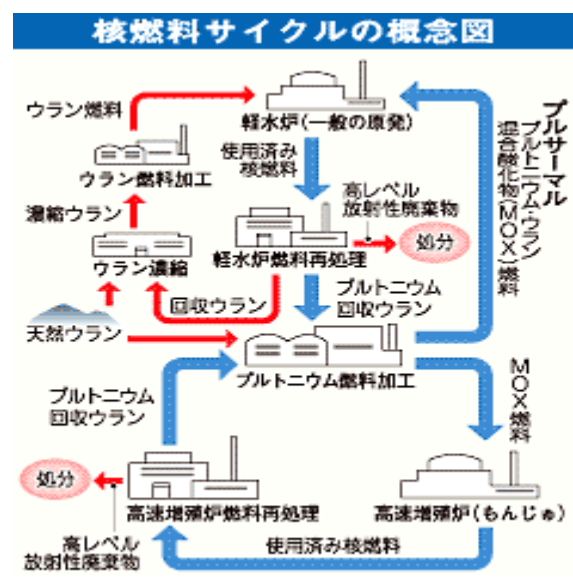 核燃料サイクルの概念図
ウラン燃料
軽水炉(一般の原発)
使用済み
核燃料
ウラン燃料加工
高レベル
放射性廃棄物
処分
濃縮ウラン
ウラン濃縮
軽水炉燃料再処理
回収ウラン
プルトニウム
回収ウラン
天然ウラン
プルトニウム燃料加工
プルサーマル
プルトニウム・ウラン
混合酸化物(MOX)燃料
プルトニウム
回収ウラン
MOX燃料
処分
高速増殖炉燃料再処理
高速増殖炉(もんじゅ)
高レベル
放射性廃棄物
使用済み核燃料